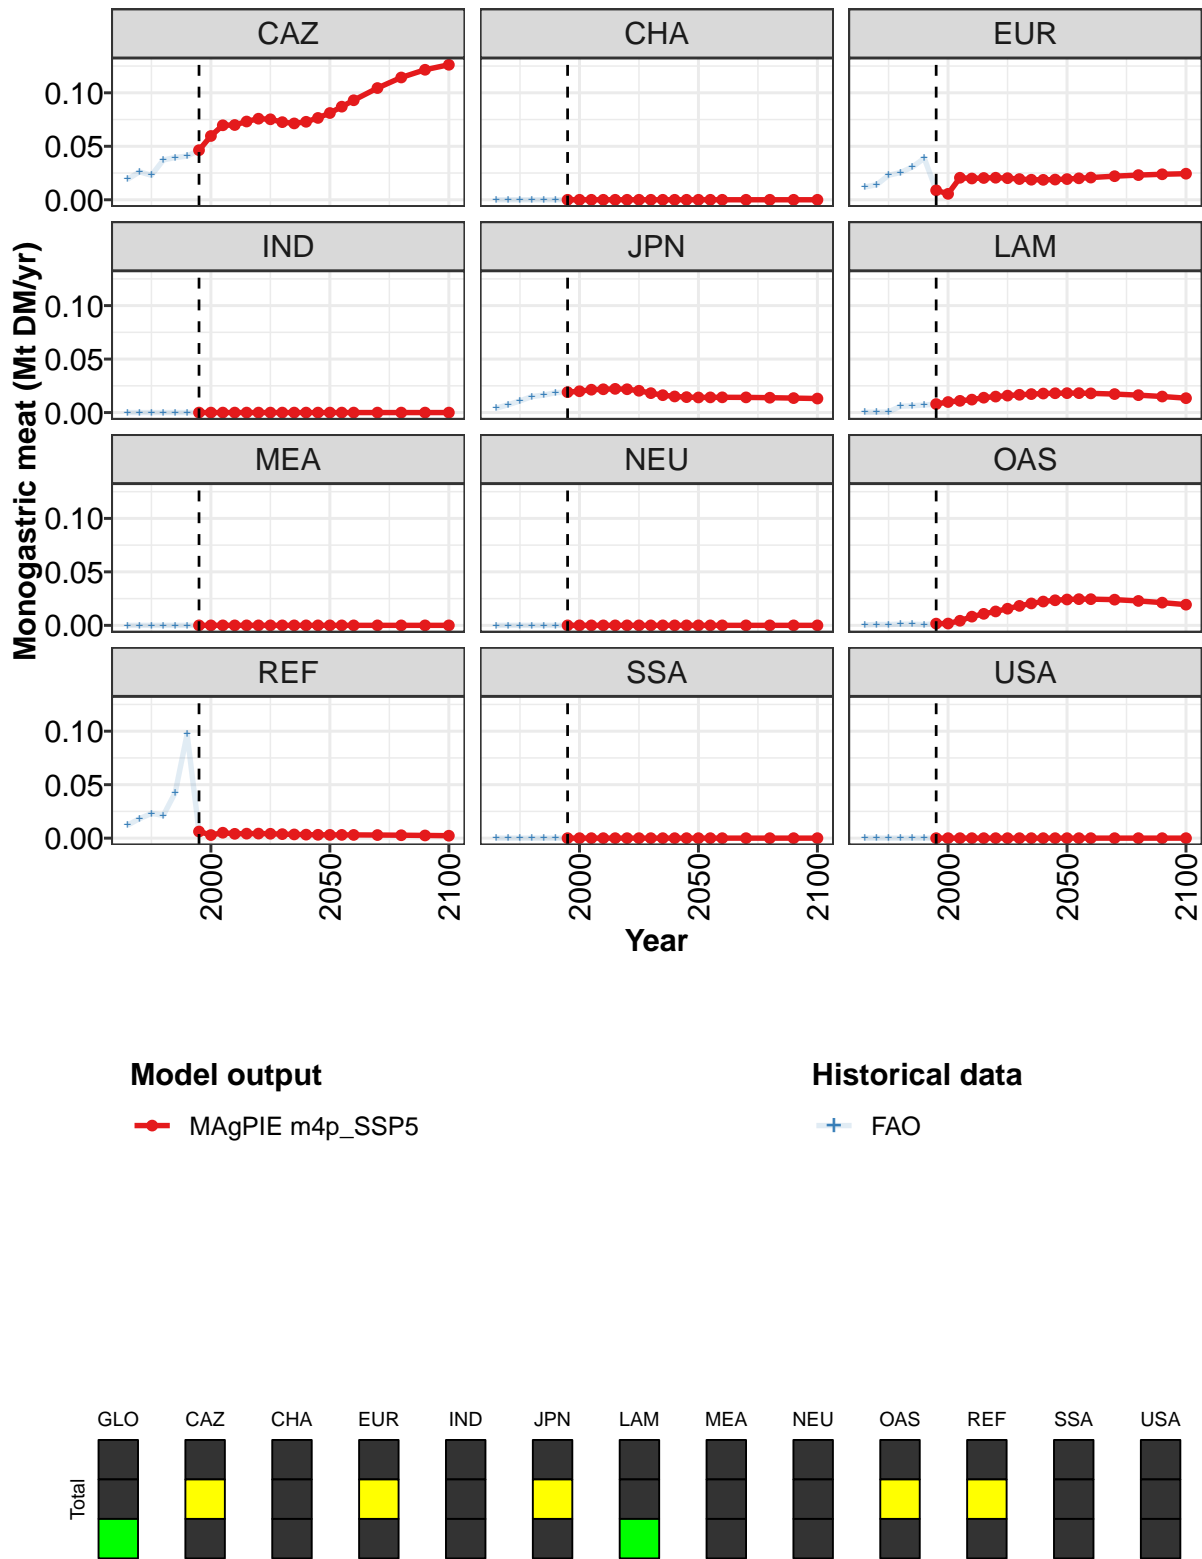 CAZ CHA EUR
0.10
0.05
0.00
IND JPN LAM
0.10
0.05
0.00
MEA NEU OAS
0.10
0.05
0.00
REF SSA USA
0.10
0.05
0.00
Monogastric meat (Mt DM/yr)
2000 2050 2100 2000 2050 2100 2000 2050 2100
Year
Model output Historical data
MAgPIE m4p_SSP5 FAO
GLO CAZ CHA EUR IND JPN LAM MEA NEU OAS REF SSA USA
Total